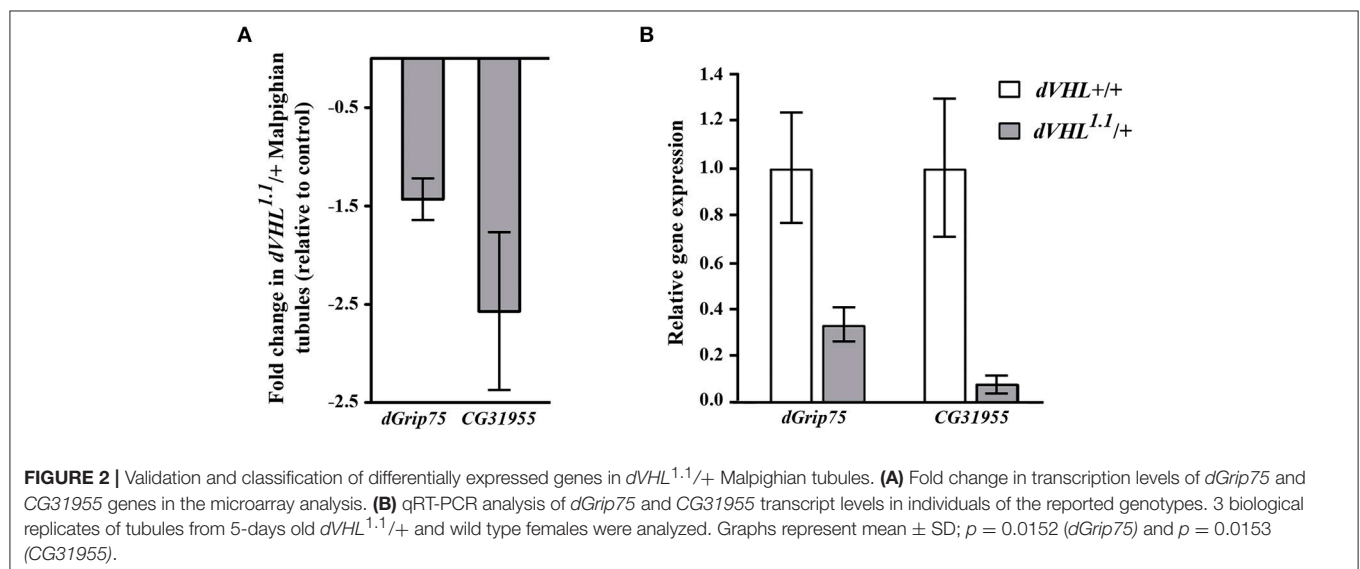 A
B
Fold change in dVHL1.1/+ Malpighian
tubules (relative to control)
-0.5
-1.5
-2.5
-2.5
dGrip75 CG31955
Relative gene expression
1.4
1.2
1.0
0.8
0.6
0.4
0.2
0.0
dGrip75 CG31955
dVHL+/+
dVHL1.1/+
FIGURE 2 | Validation and classification of differentially expressed genes in dVHL1.1/+ Malpighian tubules. (A) Fold change in transcription levels of dGrip75 and
CG31955 genes in the microarray analysis. (B) qRT-PCR analysis of dGrip75 and CG31955 transcript levels in individuals of the reported genotypes. 3 biological
replicates of tubules from 5-days old dVHL1.1/+ and wild type females were analyzed. Graphs represent mean ± SD; p = 0.0152 (dGrip75) and p = 0.0153
(CG31955).